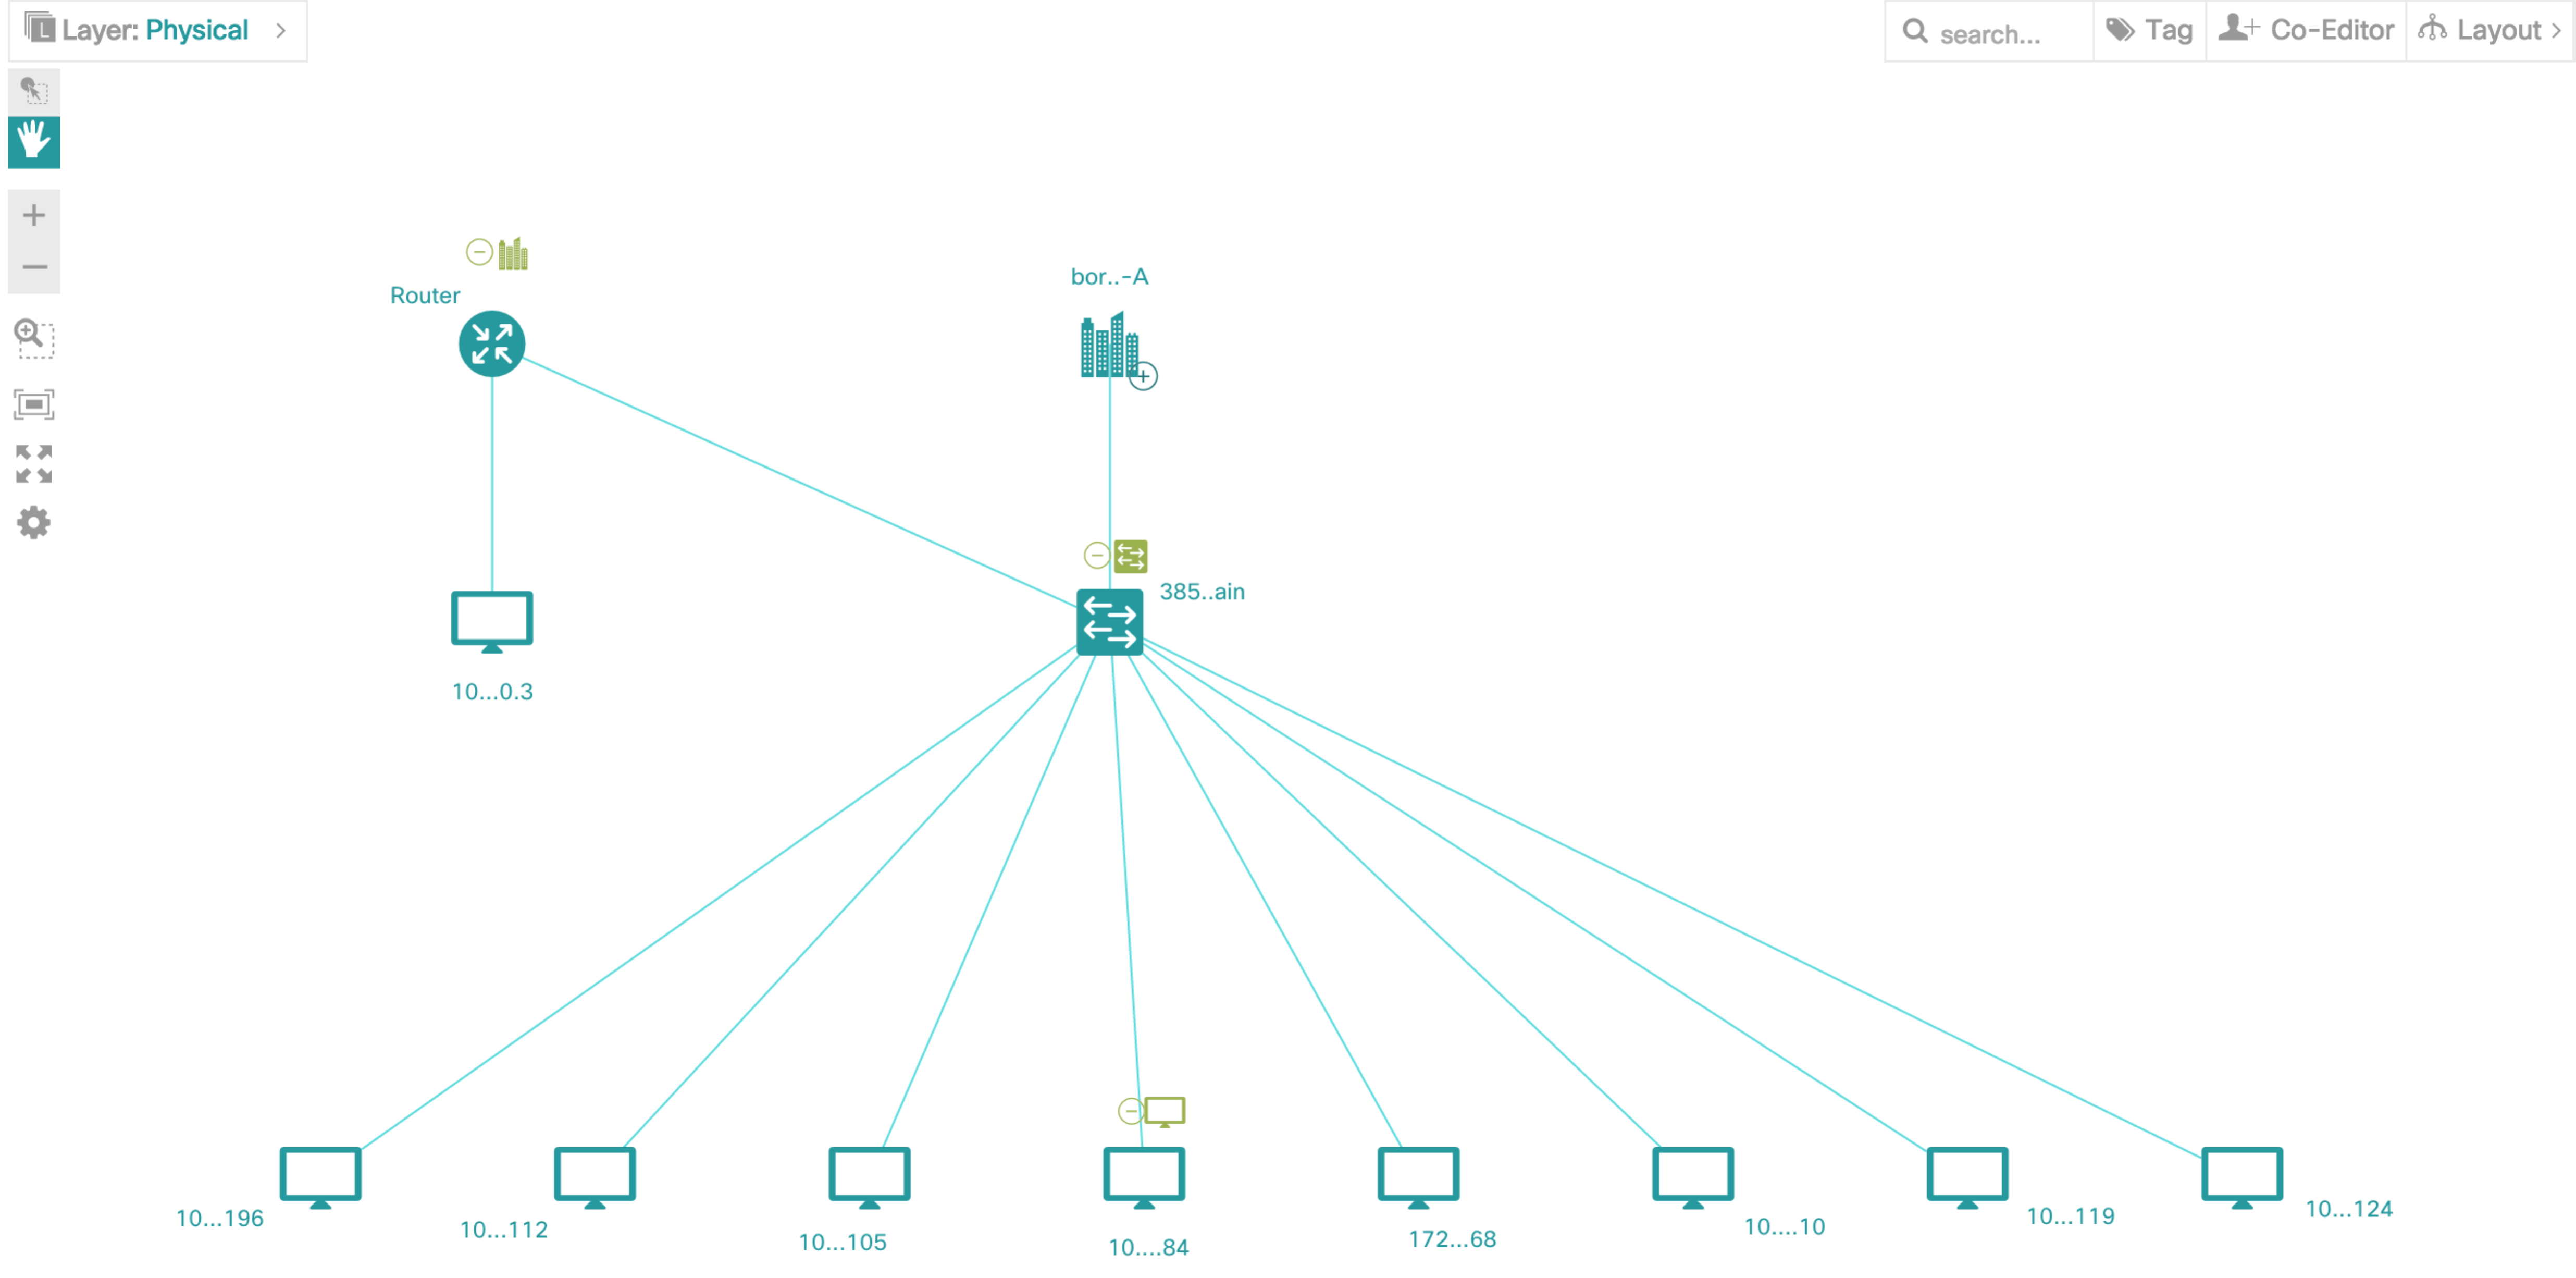 Layer: Physical
search...
Tag
Co-Editor
Layout
bor..-A
Router
385..ain
10...0.3
10...196
10...112
10...105
10....84
172...68
10....10
10...119
10...124